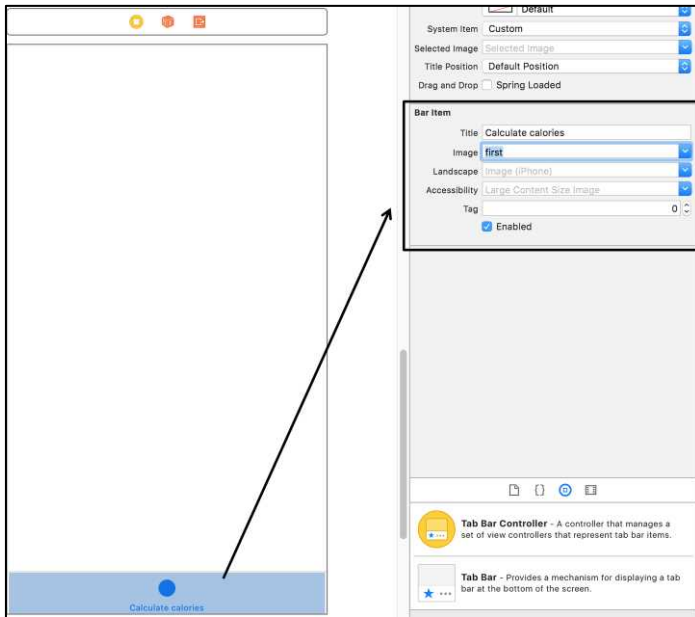 Default
System Item Custom
Selected Image Selected Image
Title Position Default Position
Drag and Drop Spring Loaded
Bar Item
Title Calculate calories
Image first
Landscape Image (iPhone)
Accessibility Large Content Size Image
Tag 0
Enabled
{}
Tab Bar Controller - A controller that manages a
set of view controllers that represent tab bar items.
Tab Bar - Provides a mechanism for displaying a tab
bar at the bottom of the screen.
Calculate calories